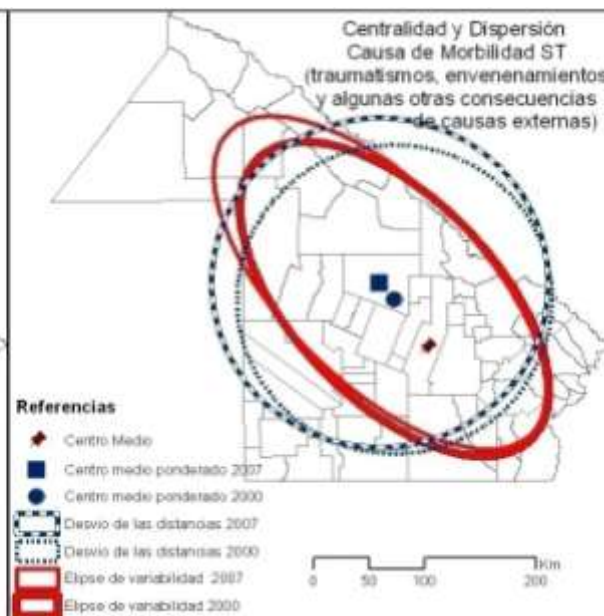 Centralidad y Dispersión
Causa de Morbilidad ST
(traumatismos, envenenamientos
y algunas otras consecuencias
de causas externas)
Referencias
Centro Medio
Centro medio ponderado 2007
Centro medio ponderado 2000
Desvio de las distancias 2007
Desvio de las distancias 2000
Elipse de variabilidad 2007
Elipse de variabilidad 2000
Km
0 50 100 200